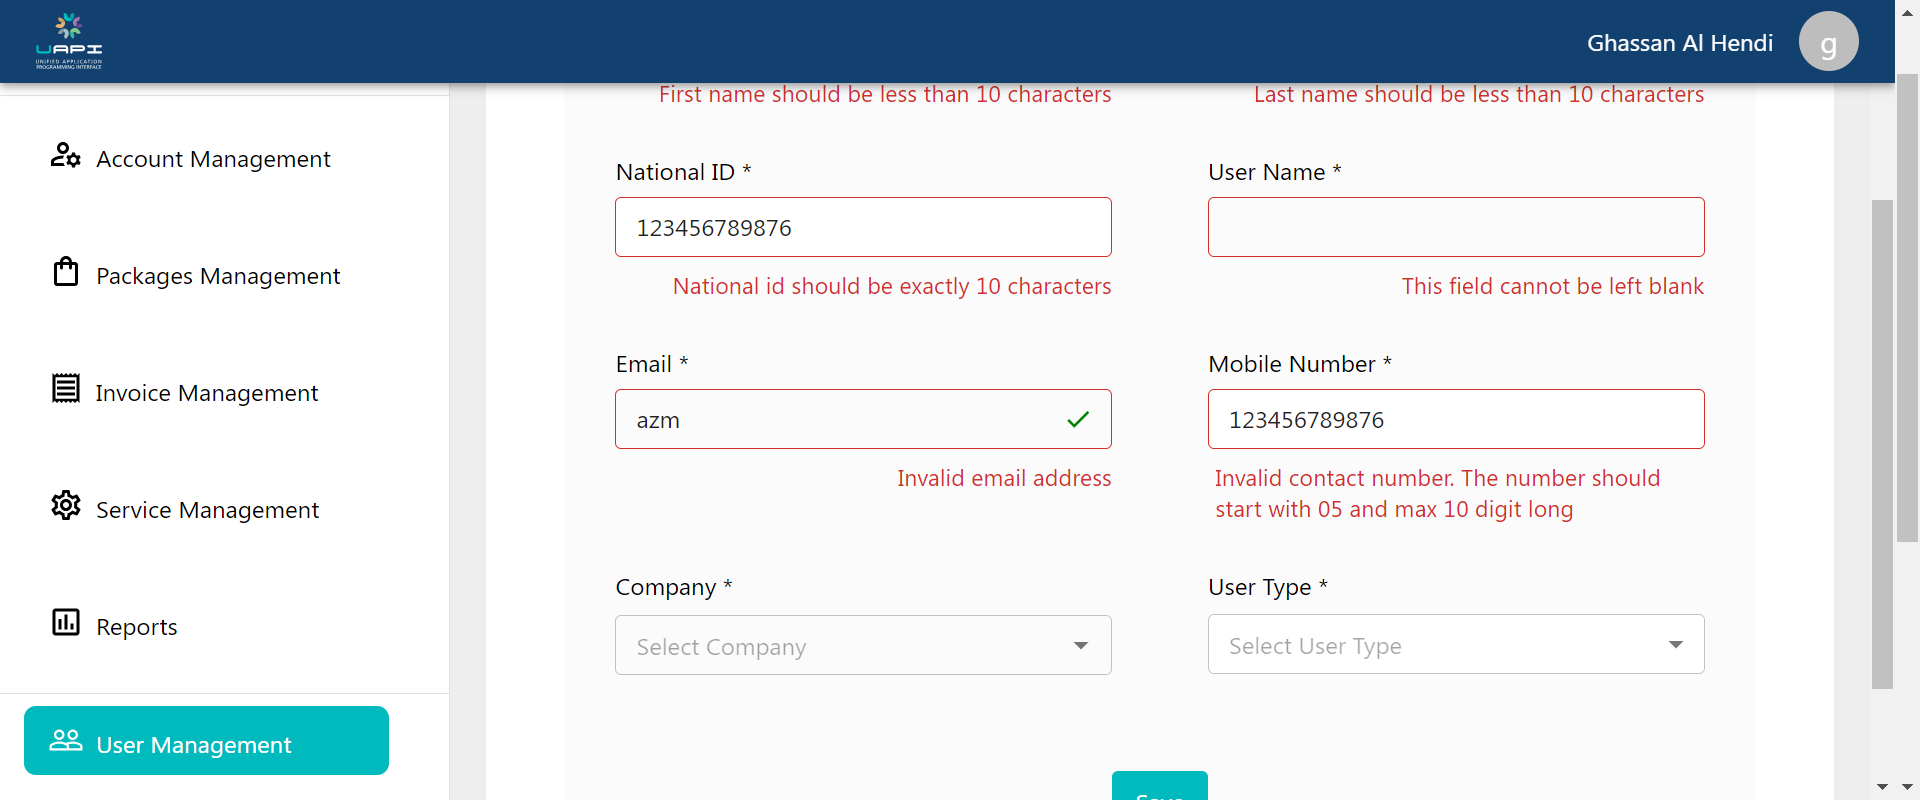 UAPI
UNIFIED APPLICATION
PROGRAMMING INTERFACE
Ghassan Al Hendi
g
Account Management
Packages Management
Invoice Management
Service Management
Reports
User Management
First name should be less than 10 characters
Last name should be less than 10 characters
National ID *
User Name *
123456789876
National id should be exactly 10 characters
This field cannot be left blank
Email *
Mobile Number *
azm
123456789876
Invalid email address
Invalid contact number. The number should
start with 05 and max 10 digit long
Company *
User Type *
Select Company
Select User Type
Save